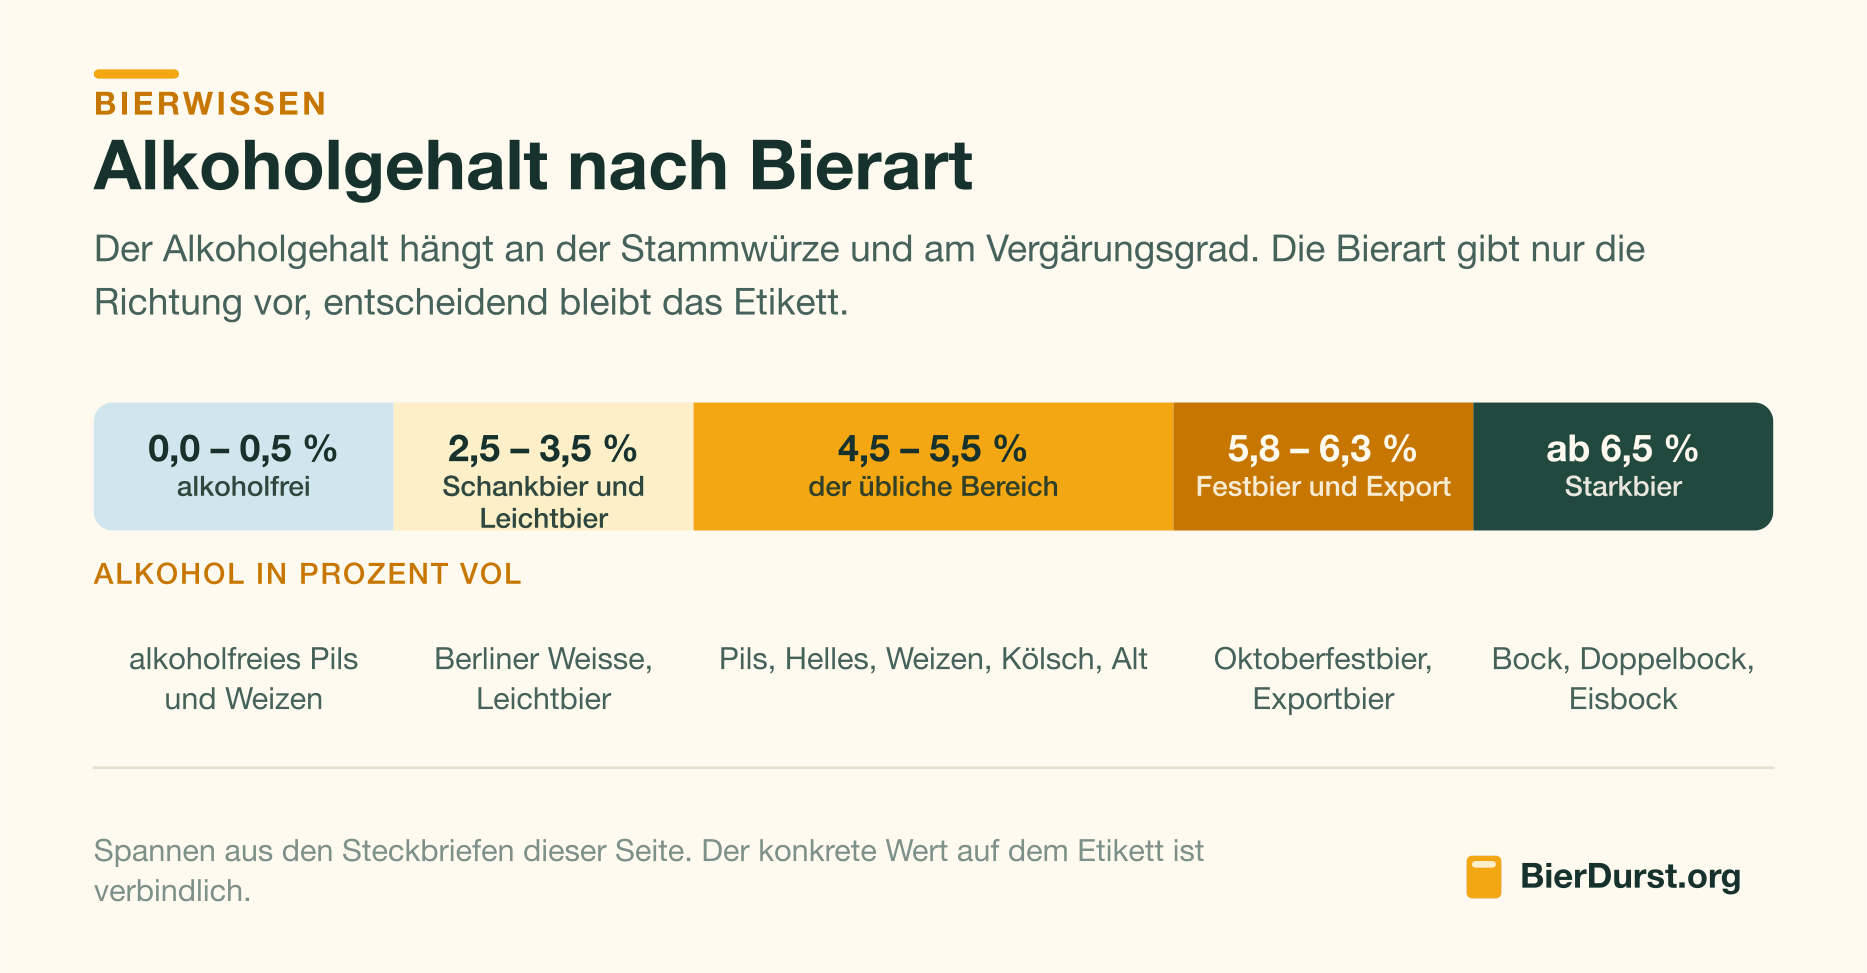 BIERWISSEN
Alkoholgehalt nach Bierart
Der Alkoholgehalt hängt an der Stammwürze und am Vergärungsgrad. Die Bierart gibt nur die
Richtung vor, entscheidend bleibt das Etikett.
0,0 – 0,5 %
alkoholfrei
2,5 – 3,5 %
Schankbier und
Leichtbier
4,5 – 5,5 %
der übliche Bereich
5,8 – 6,3 %
Festbier und Export
ab 6,5 %
Starkbier
ALKOHOL IN PROZENT VOL
alkoholfreies Pils
und Weizen
Berliner Weisse,
Leichtbier
Pils, Helles, Weizen, Kölsch, Alt
Oktoberfestbier,
Exportbier
Bock, Doppelbock,
Eisbock
Spannen aus den Steckbriefen dieser Seite. Der konkrete Wert auf dem Etikett ist
verbindlich.
BierDurst.org